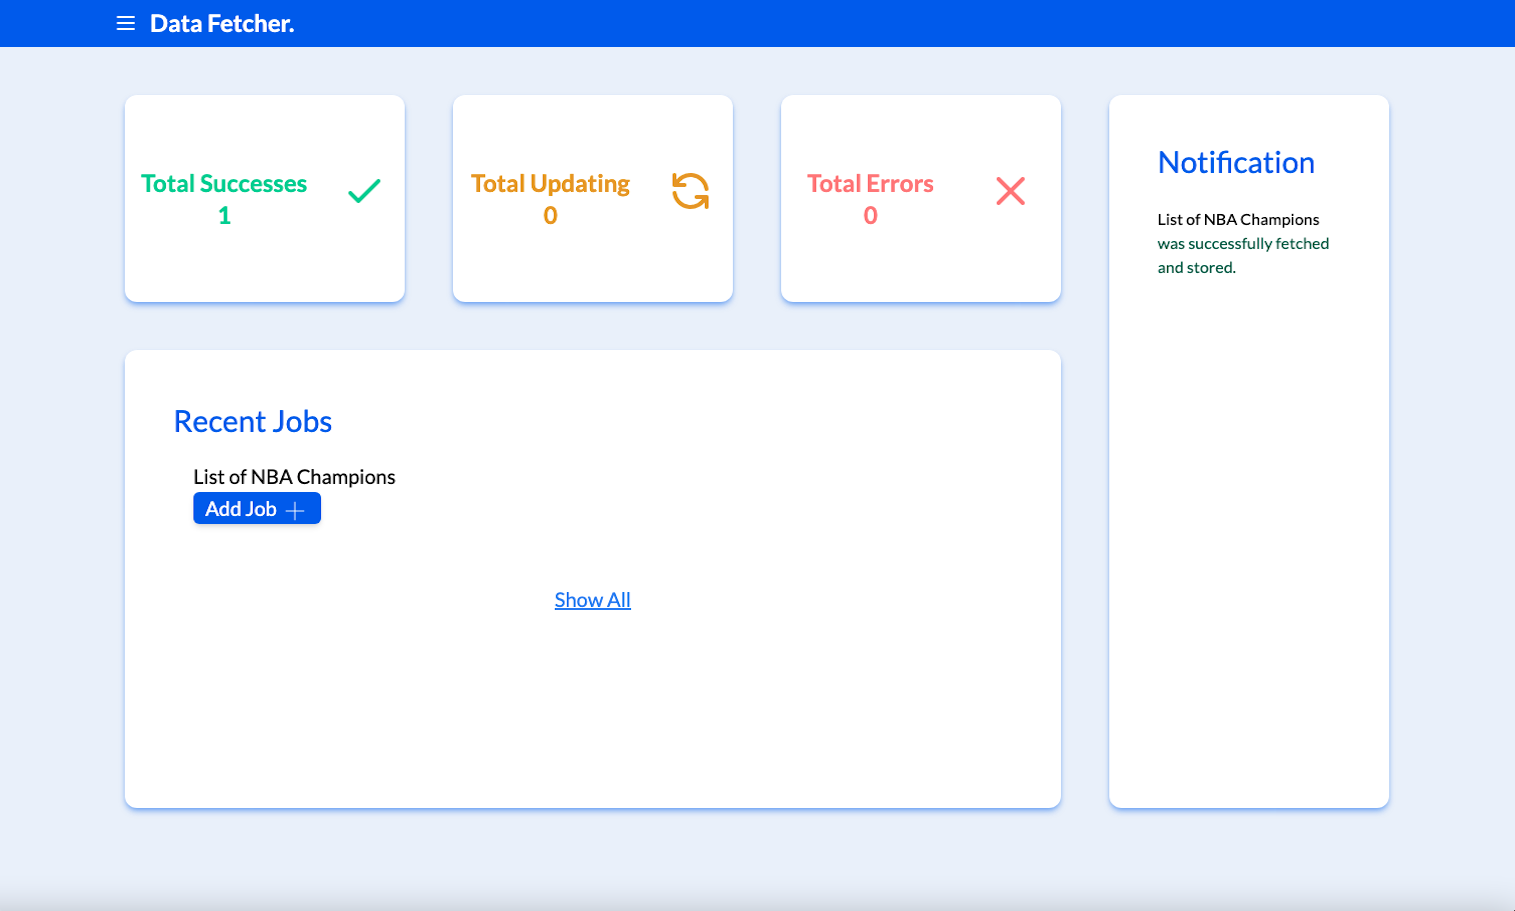 Data Fetcher.
Total Successes
1
Total Updating
0
Total Errors
0
Notification
List of NBA Champions
was successfully fetched
and stored.
Recent Jobs
List of NBA Champions
Add Job
Show All